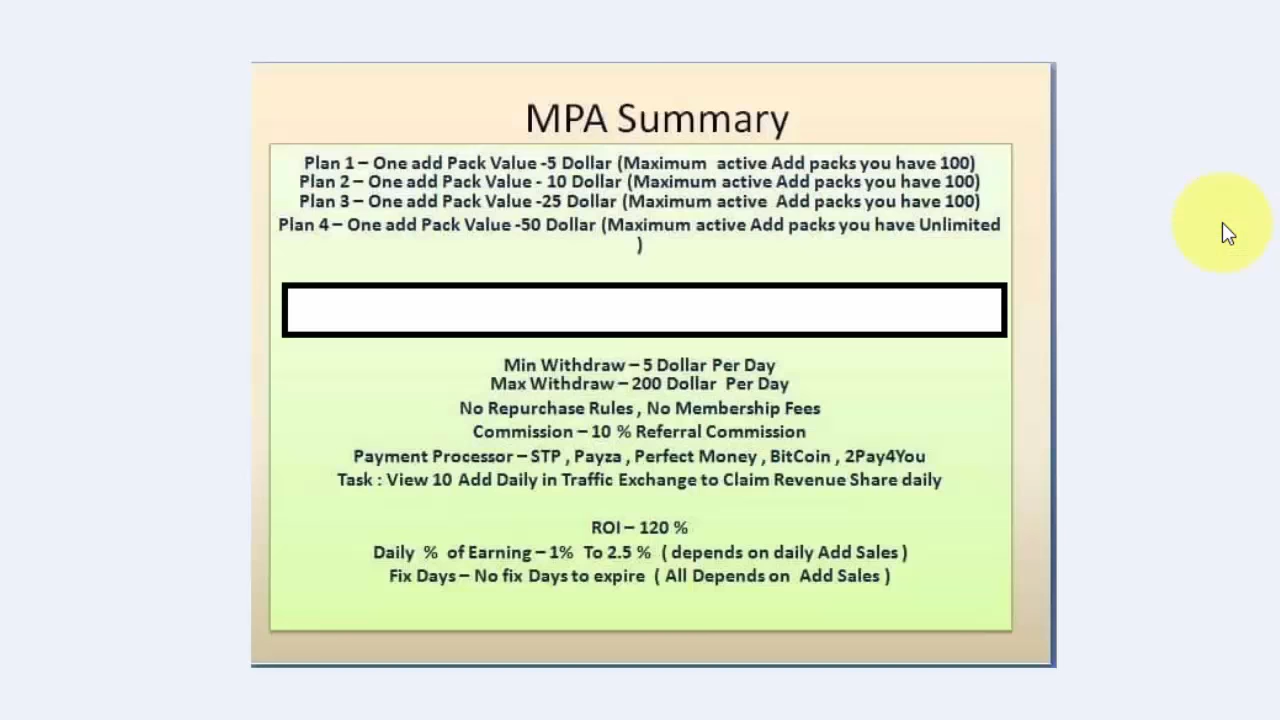 MPA Summary
Plan 1 – One add Pack Value -5 Dollar (Maximum  active Add packs you have 100)
Plan 2 – One add Pack Value - 10 Dollar (Maximum active Add packs you have 100)
Plan 3 – One add Pack Value -25 Dollar (Maximum active  Add packs you have 100)
Plan 4 – One add Pack Value -50 Dollar (Maximum active Add packs you have Unlimited
)
Min Withdraw – 5 Dollar Per Day
Max Withdraw – 200 Dollar  Per Day
No Repurchase Rules , No Membership Fees
Commission – 10 % Referral Commission
Payment Processor – STP , Payza , Perfect Money , BitCoin , 2Pay4You
Task : View 10 Add Daily in Traffic Exchange to Claim Revenue Share daily
ROI – 120 %
Daily  %  of Earning – 1%  To 2.5 %  ( depends on daily Add Sales )
Fix Days – No fix Days to expire  ( All Depends on  Add Sales )